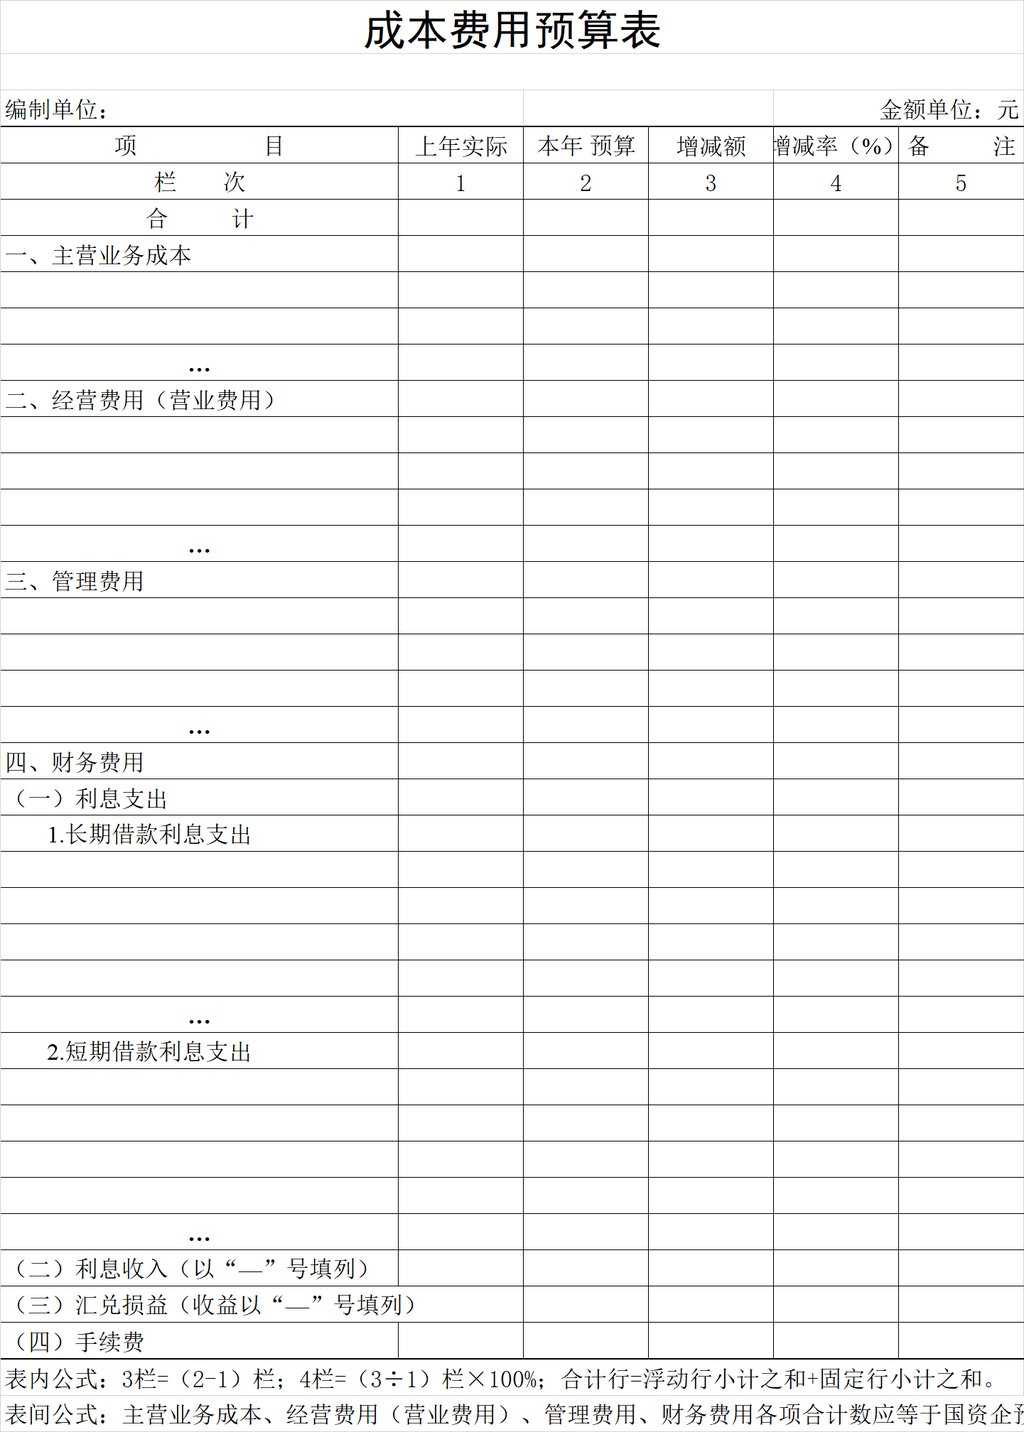 成本费用预算表
编制单位： 金额单位：元
项 目 上年实际 本年 预算 增减额 增减率（%） 备 注
栏 次 1 2 3 4 5
合 计
一、主营业务成本
…
二、经营费用（营业费用）
…
三、管理费用
…
四、财务费用
（一）利息支出
1.长期借款利息支出
…
2.短期借款利息支出
…
（二）利息收入（以“—”号填列）
（三）汇兑损益（收益以“—”号填列）
（四）手续费
表内公式：3栏=（2-1）栏；4栏=（3÷1）栏×100%；合计行=浮动行小计之和+固定行小计之和。
表间公式：主营业务成本、经营费用（营业费用）、管理费用、财务费用各项合计数应等于国资企